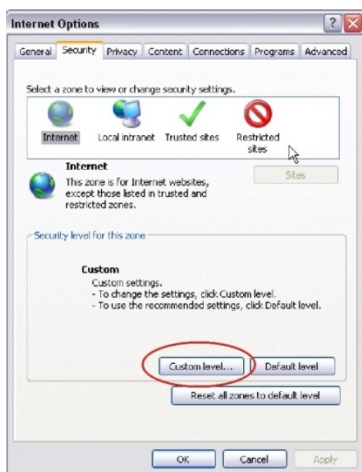 Internet Options
General Security Privacy Content Connections Programs Advanced
Select a zone to view or change security settings.
Internet Local intranet Trusted sites Restricted
sites
Internet
Sites
This zone is for Internet websites,
except those listed in trusted and
restricted zones.
Security level for this zone
Custom
Custom settings.
- To change the settings, click Custom level.
- To use the recommended settings, click Default level.
Custom level... Default level
Reset all zones to default level
OK Cancel Apply